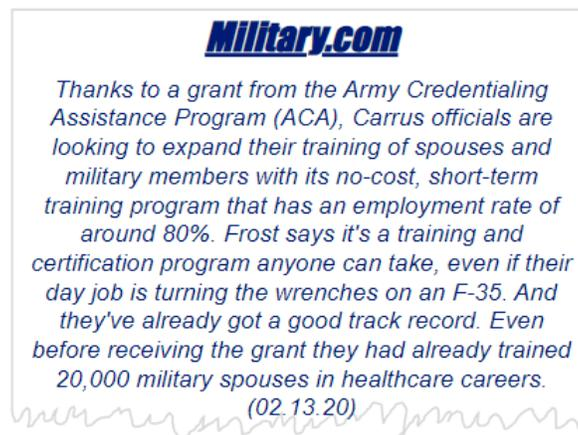 Military.com
Thanks to a grant from the Army Credentialing
Assistance Program (ACA), Carrus officials are
looking to expand their training of spouses and
military members with its no-cost, short-term
training program that has an employment rate of
around 80%. Frost says it's a training and
certification program anyone can take, even if their
day job is turning the wrenches on an F-35. And
they've already got a good track record. Even
before receiving the grant they had already trained
20,000 military spouses in healthcare careers.
(02.13.20)